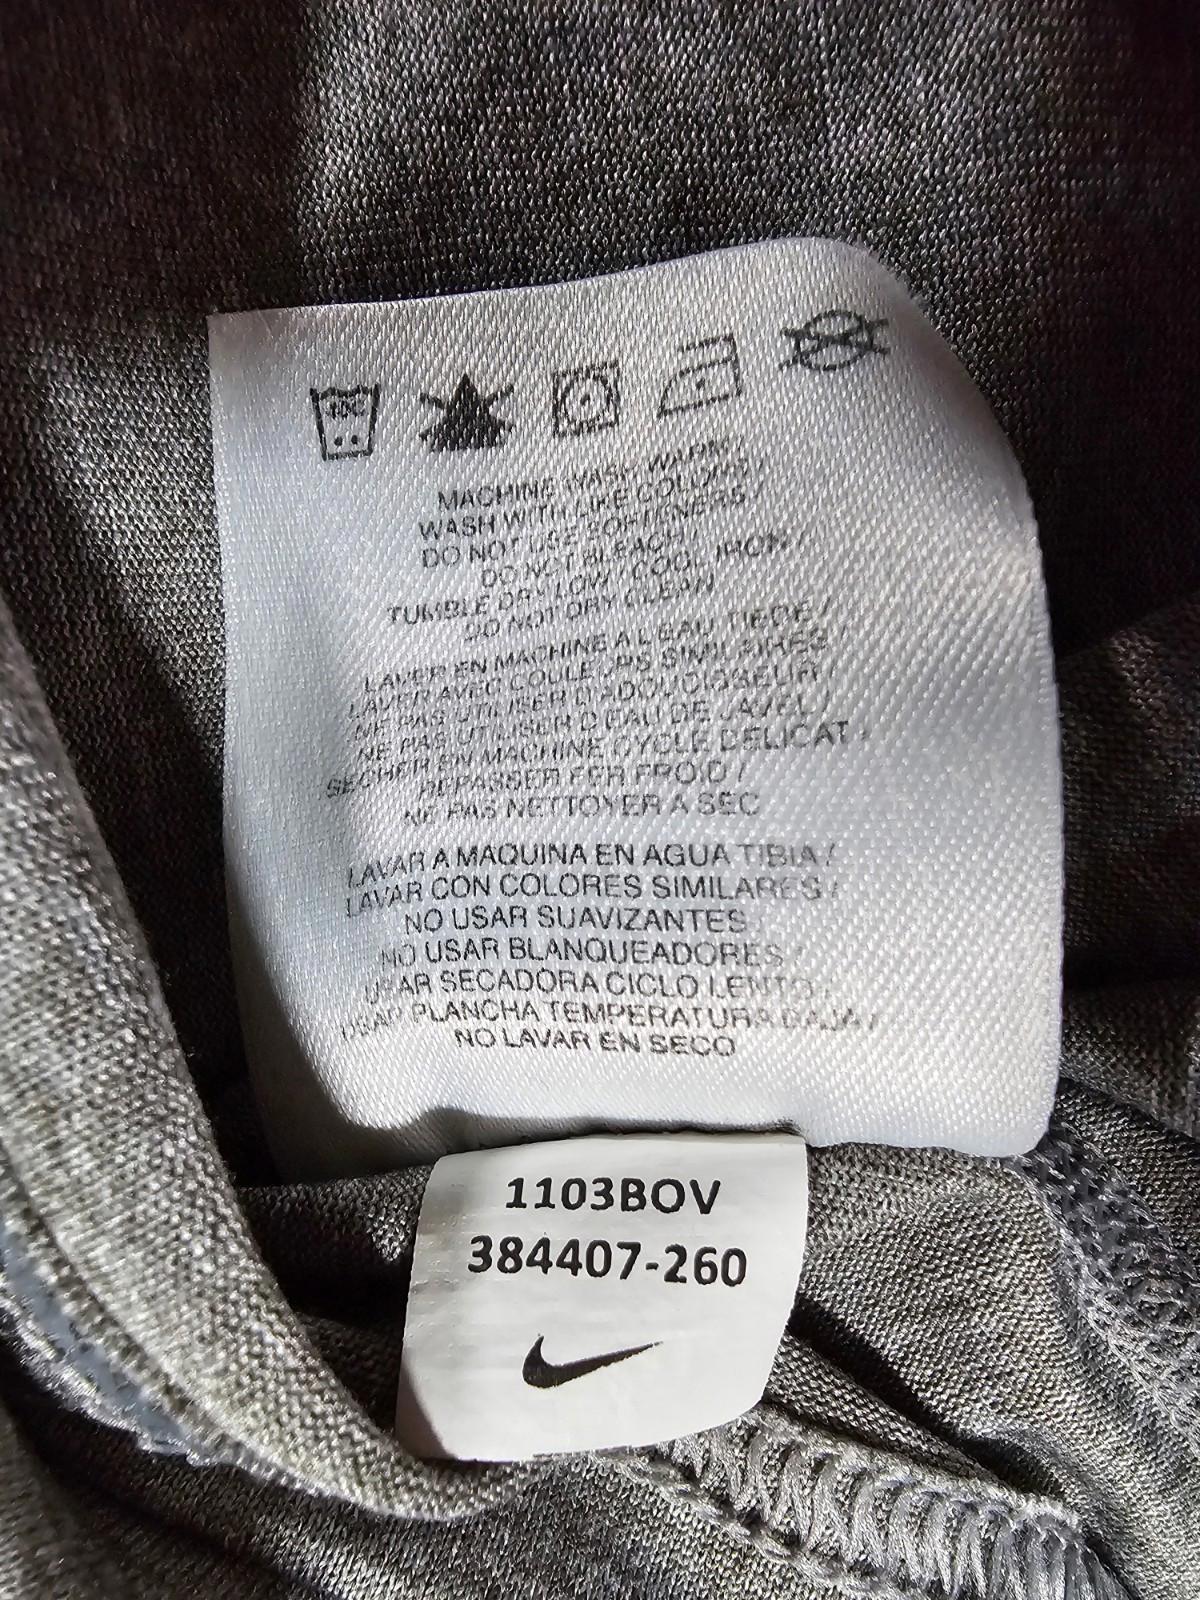 40C
MACHINE WASH WARM
WASH WITH LIKE COLORS /
DO NOT USE SOFTENERS /
DO NOT BLEACH /
TUMBLE DRY LOW / COOL IRON /
DO NOT DRY CLEAN
LAVER EN MACHINE A L EAU TIEDE /
LAVER AVEC COULEURS SIMILAIRES
NE PAS UTILISER D ADOUCISSEUR /
NE PAS UTILISER D EAU DE JAVEL /
SECHER EN MACHINE CYCLE DELICAT /
REPASSER FER FROID /
NE PAS NETTOYER A SEC
LAVAR A MAQUINA EN AGUA TIBIA /
LAVAR CON COLORES SIMILARES /
NO USAR SUAVIZANTES /
NO USAR BLANQUEADORES /
USAR SECADORA CICLO LENTO /
USAR PLANCHA TEMPERATURA BAJA /
NO LAVAR EN SECO
1103BOV
384407-260